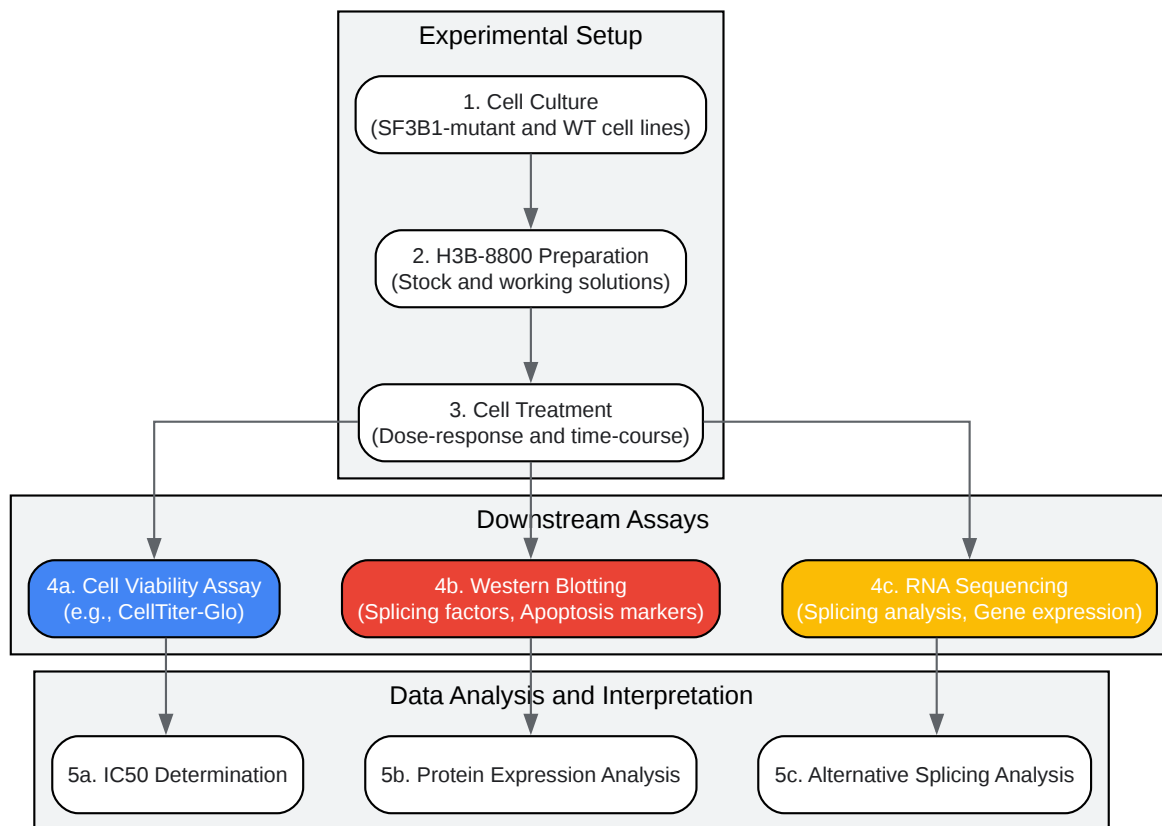 Experimental Setup
1. Cell Culture
(SF3B1-mutant and WT cell lines)
2. H3B-8800 Preparation
(Stock and working solutions)
3. Cell Treatment
(Dose-response and time-course)
Downstream Assays
4a. Cell Viability Assay
(e.g., CellTiter-Glo)
4b. Western Blotting
(Splicing factors, Apoptosis markers)
4c. RNA Sequencing
(Splicing analysis, Gene expression)
Data Analysis and Interpretation
5a. IC50 Determination
5b. Protein Expression Analysis
5c. Alternative Splicing Analysis